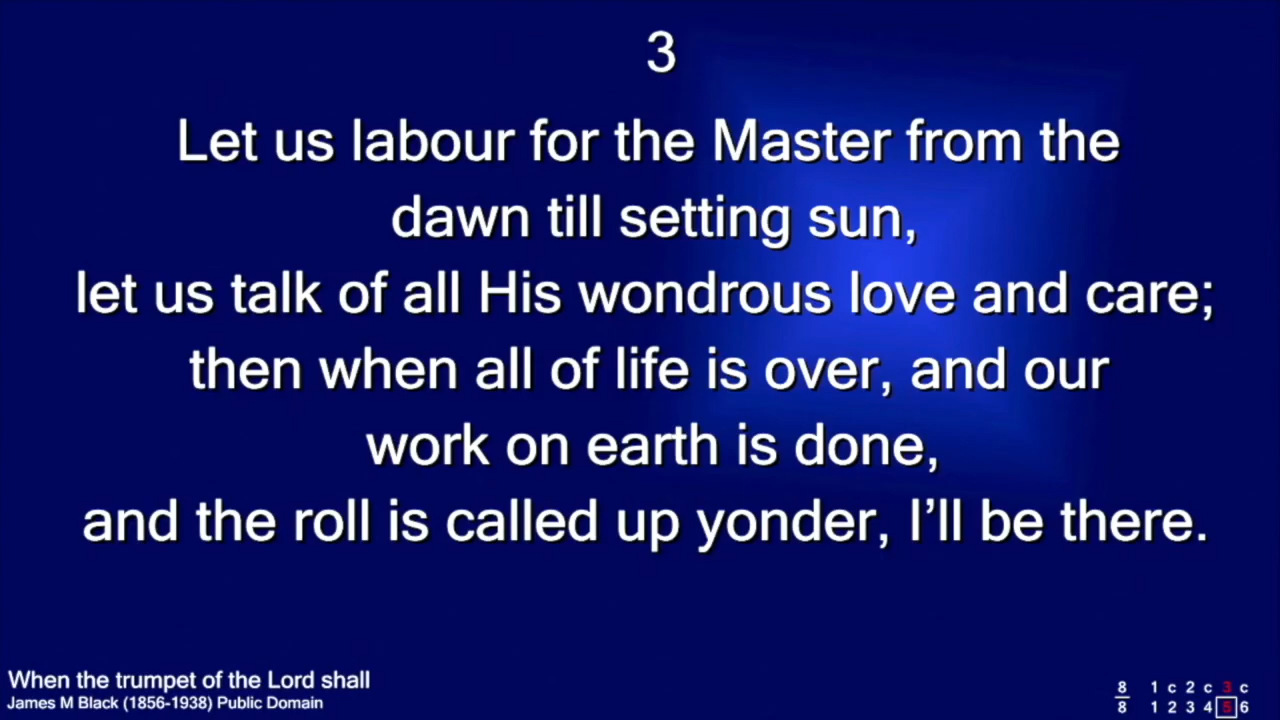 3
Let us labour for the Master from the
dawn till setting sun,
let us talk of all His wondrous love and care;
then when all of life is over, and our
work on earth is done,
and the roll is called up yonder, I’ll be there.
When the trumpet of the Lord shall
James M Black (1856-1938) Public Domain
8 1 c 2 c 3 c
8 1 2 3 4 5 6